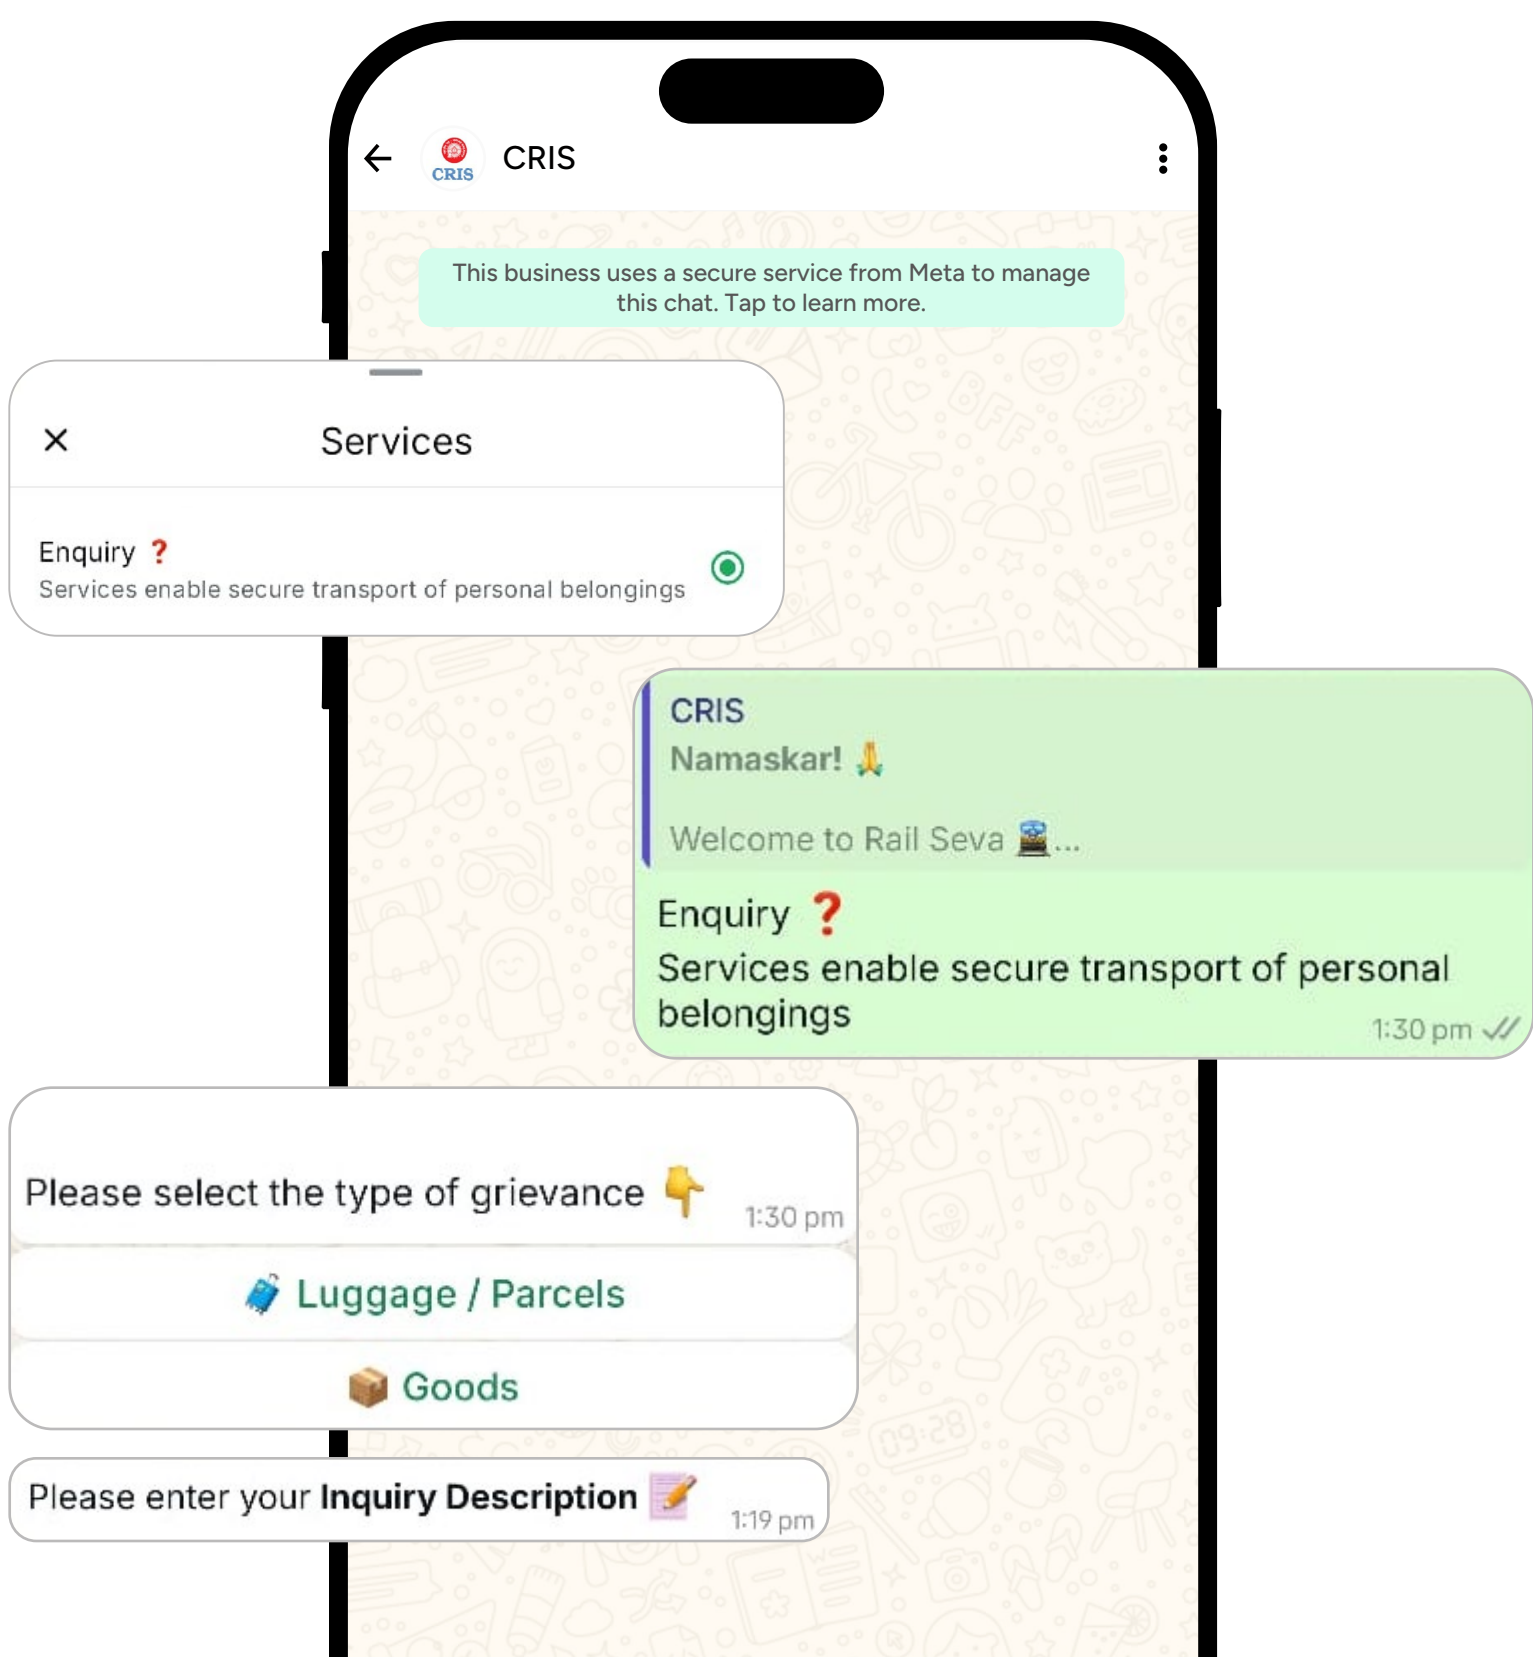 CRIS
CRIS
This business uses a secure service from Meta to manage
this chat. Tap to learn more.
Services
Enquiry ❓
Services enable secure transport of personal belongings
CRIS
Namaskar! 🙏
Welcome to Rail Seva 🚆...
Enquiry ❓
Services enable secure transport of personal
belongings
1:30 pm
Please select the type of grievance 👇
1:30 pm
🧳 Luggage / Parcels
📦 Goods
Please enter your Inquiry Description 📝
1:19 pm
BFF
09:28